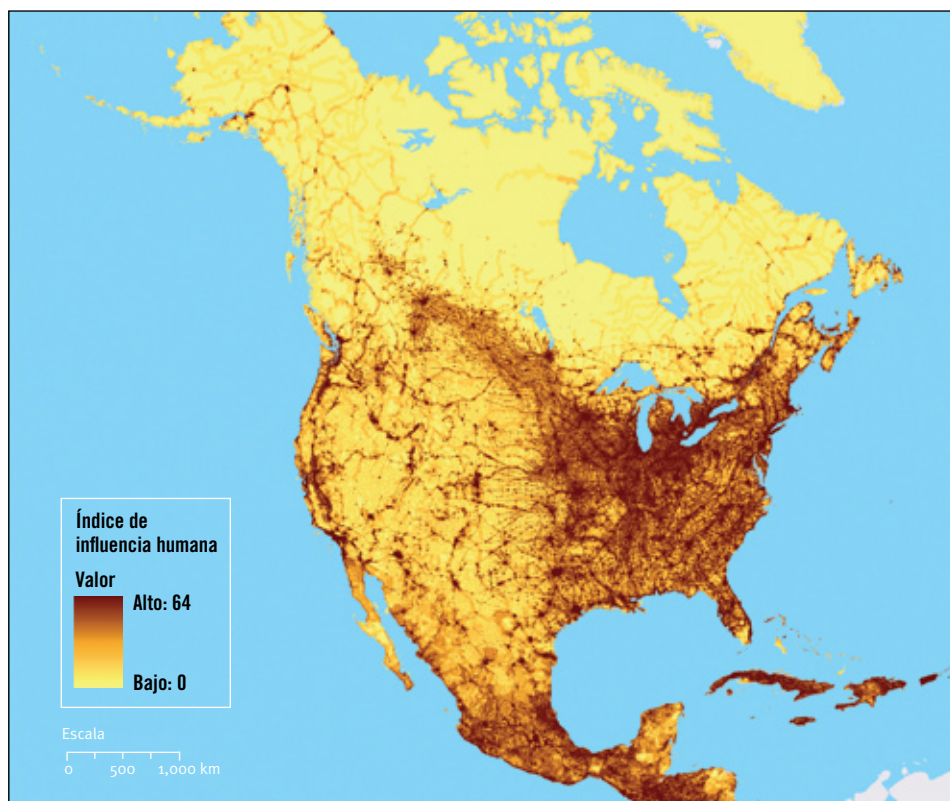 Índice de
influencia humana
Valor
Alto: 64
Bajo: 0
Escala
0 500 1,000 km